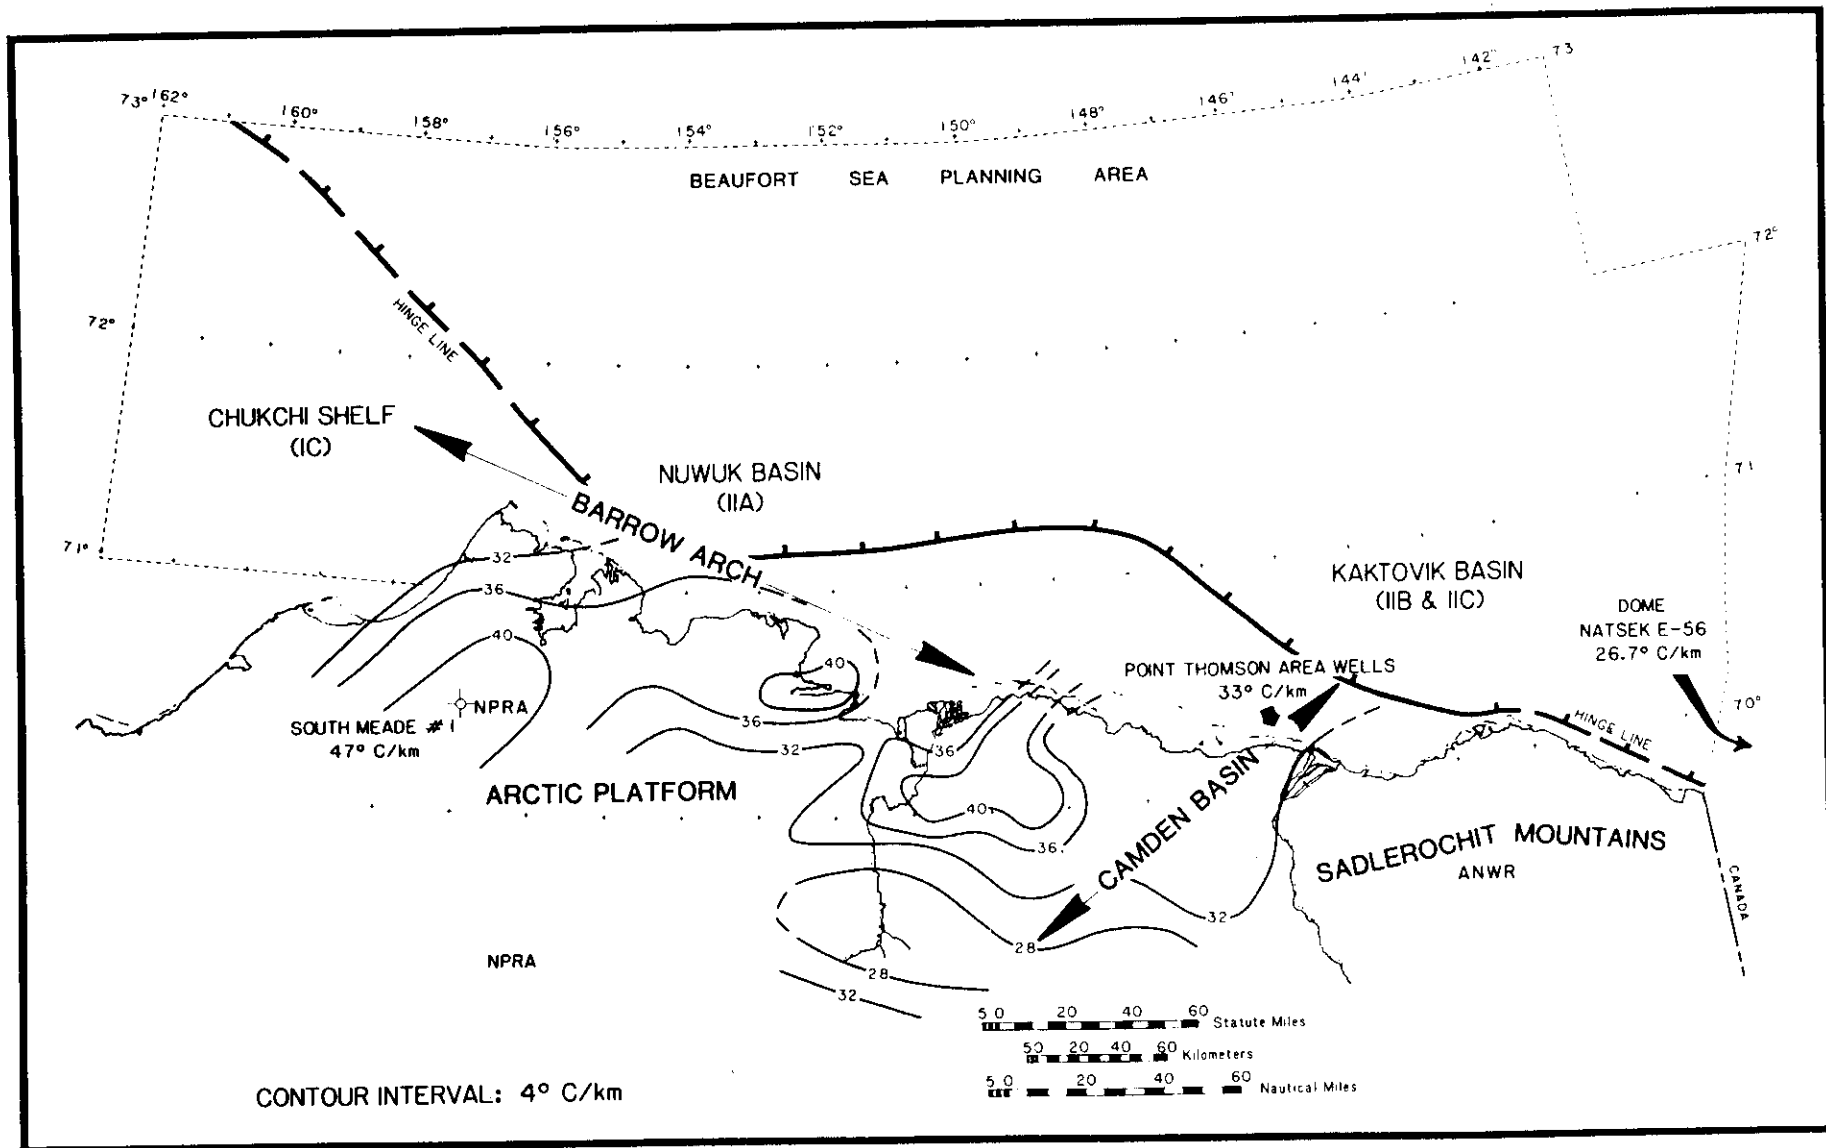 73° 162° 160° 158° 156° 154° 152° 150° 148° 146° 144° 142° 73
BEAUFORT SEA PLANNING AREA
72°
72°
HINGE LINE
CHUKCHI SHELF
(IC)
NUWUK BASIN
(IIA)
71
BARROW ARCH
71°
32
36
40
KAKTOVIK BASIN
(IIB & IIC)
DOME
NATSEK E-56
26.7° C/km
POINT THOMSON AREA WELLS
33° C/km
40
NPRA
SOUTH MEADE #1
47° C/km
36
32
36
70°
HINGE LINE
ARCTIC PLATFORM
40
36
CAMDEN BASIN
SADLEROCHIT MOUNTAINS
ANWR
CANADA
32
28
NPRA
28
32
5 0 20 40 60 Statute Miles
50 20 40 60 Kilometers
5 0 20 40 60 Nautical Miles
CONTOUR INTERVAL: 4° C/km